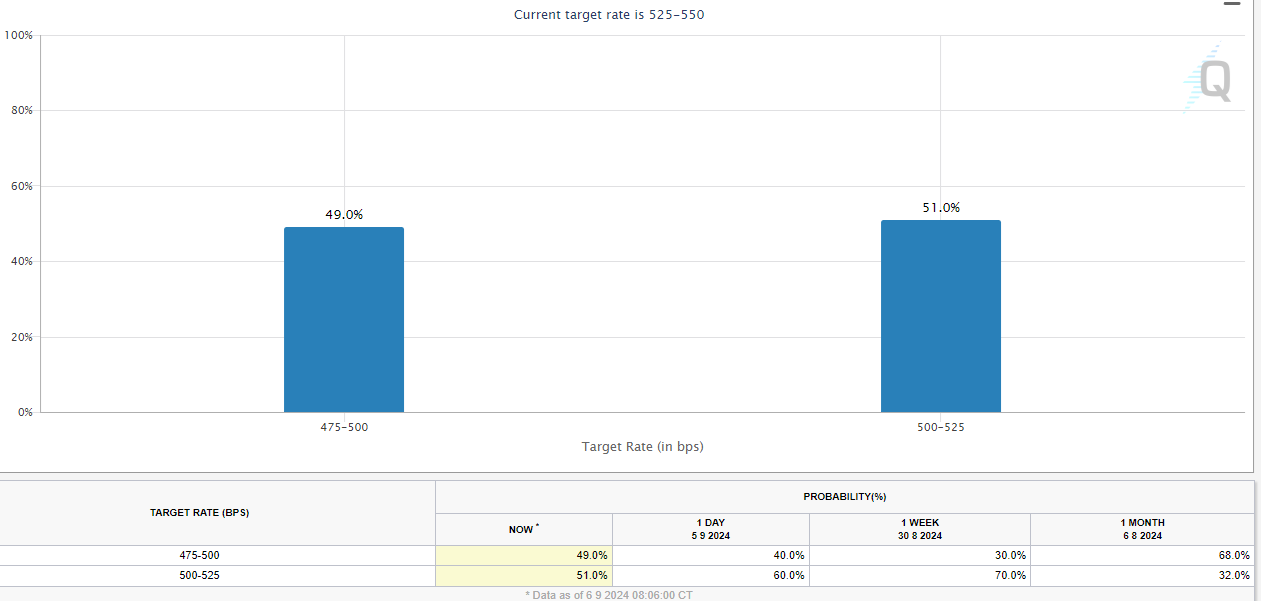 Current target rate is 525–550
100%
80%
60%
40%
20%
0%
49.0%
51.0%
475–500
500–525
Target Rate (in bps)
Q
TARGET RATE (BPS)
PROBABILITY(%)
NOW *
1 DAY
5 9 2024
1 WEEK
30 8 2024
1 MONTH
6 8 2024
475-500 49.0% 40.0% 30.0% 68.0%
500-525 51.0% 60.0% 70.0% 32.0%
* Data as of 6 9 2024 08:06:00 CT